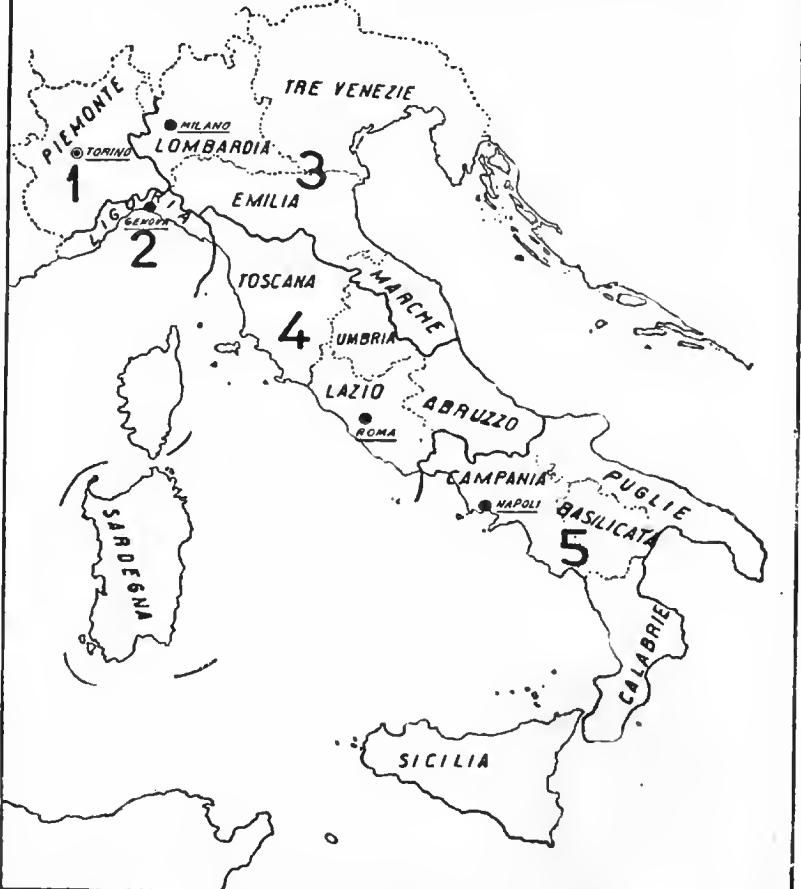 TRE VENEZIE
PIEMONTE
MILANO
LOMBARDIA
TORINO
1
3
EMILIA
LIGURIA
GENOVA
2
TOSCANA
MARCHE
4
UMBRIA
LAZIO
ABRUZZO
ROMA
CAMPANIA
PUGLIE
NAPOLI
BASILICATA
SARDEGNA
5
CALABRIE
SICILIA